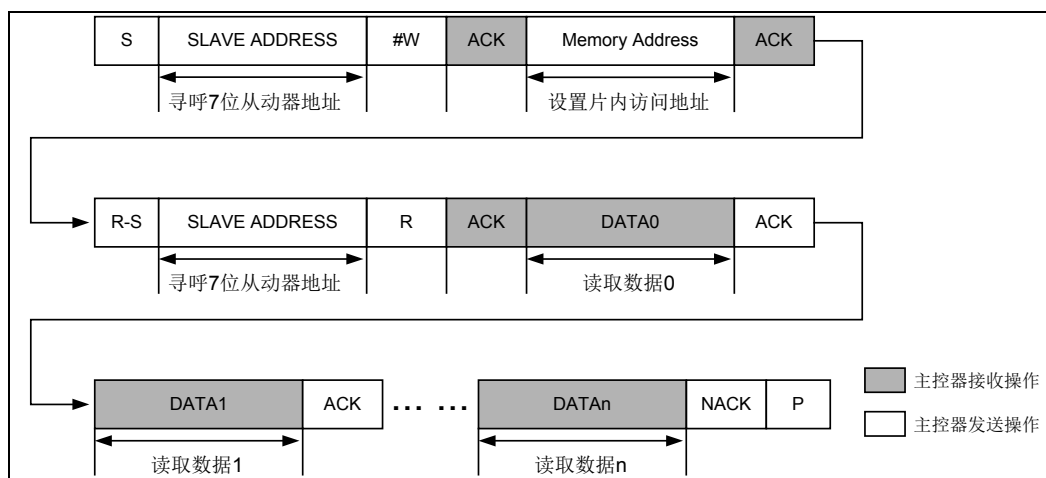 S SLAVE ADDRESS #W ACK Memory Address ACK
寻呼7位从动器地址 设置片内访问地址
R-S SLAVE ADDRESS R ACK DATA0 ACK
寻呼7位从动器地址 读取数据0
DATA1 ACK ... ... DATAn NACK P
读取数据1 读取数据n
主控器接收操作
主控器发送操作